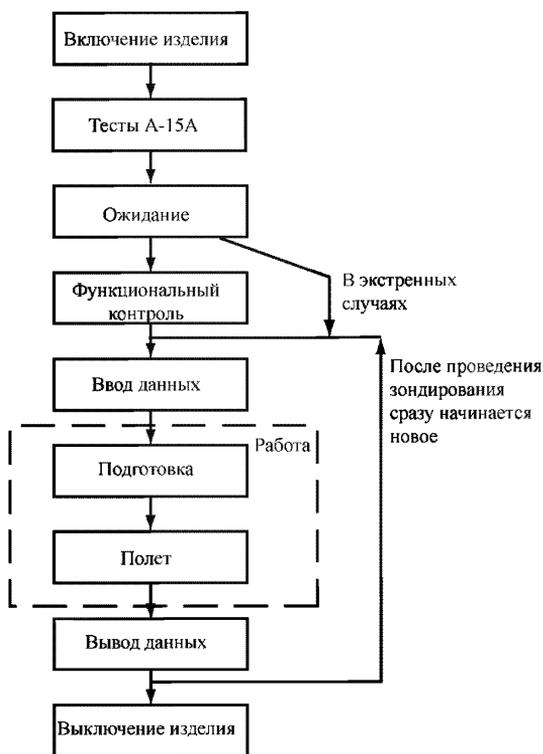 Включение изделия
Тесты А-15А
Ожидание
В экстренных
случаях
Функциональный
контроль
После проведения
зондирования
сразу начинается
новое
Ввод данных
Работа
Подготовка
Полет
Вывод данных
Выключение изделия